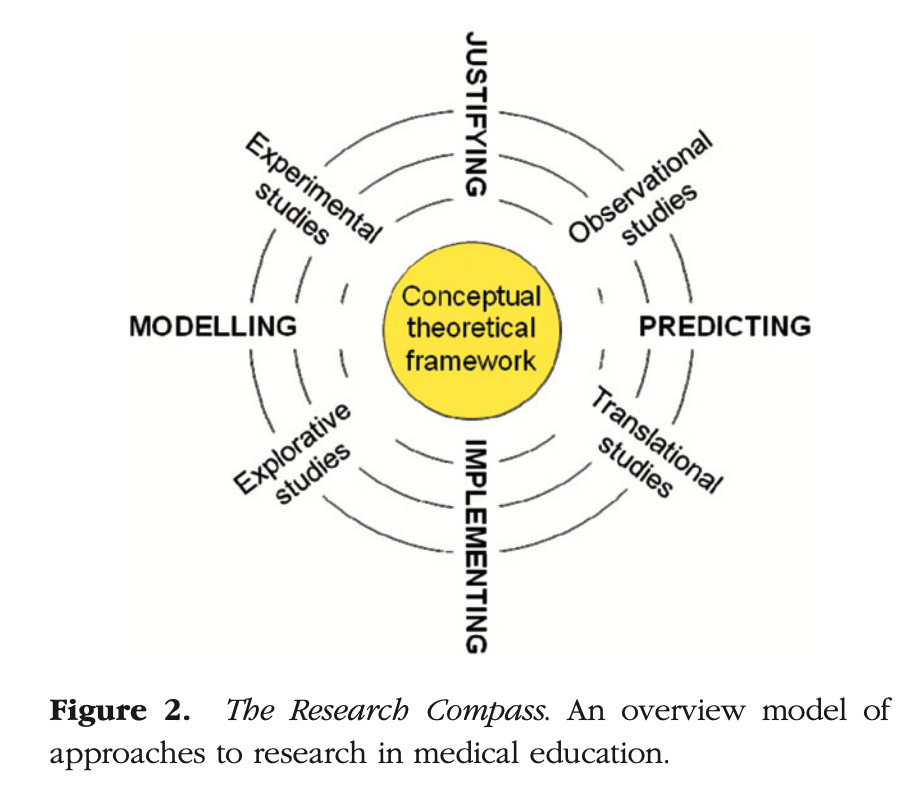 JUSTIFYING
Experimental
studies
Observational
studies
MODELLING
Conceptual
theoretical
framework
PREDICTING
Explorative
studies
Translational
studies
IMPLEMENTING
Figure 2. The Research Compass. An overview model of
approaches to research in medical education.